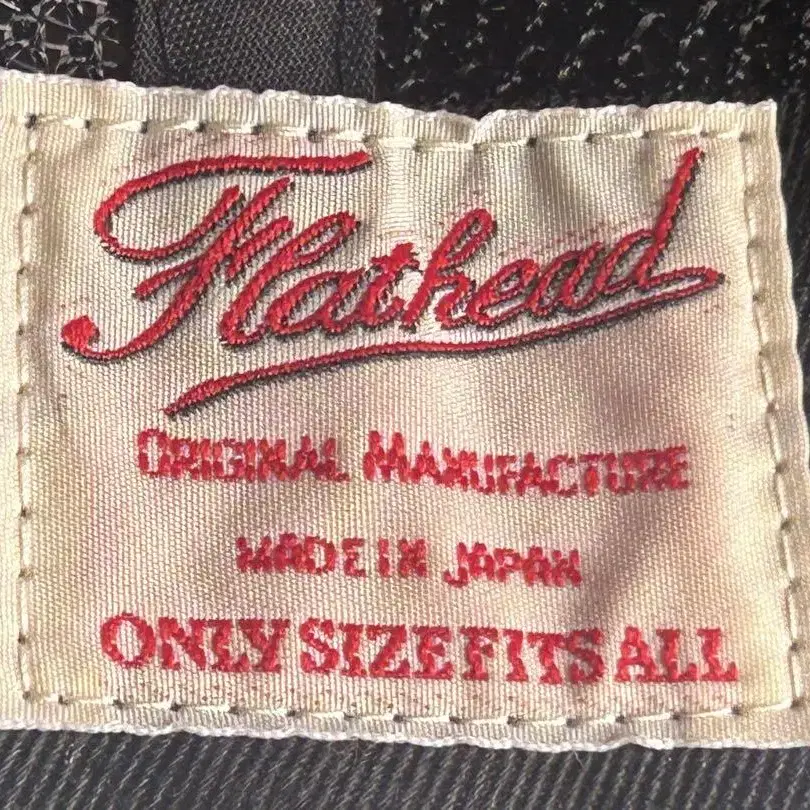 Flathead
ORIGINAL MANUFACTURE
MADE IN JAPAN
ONLY SIZE FITS ALL